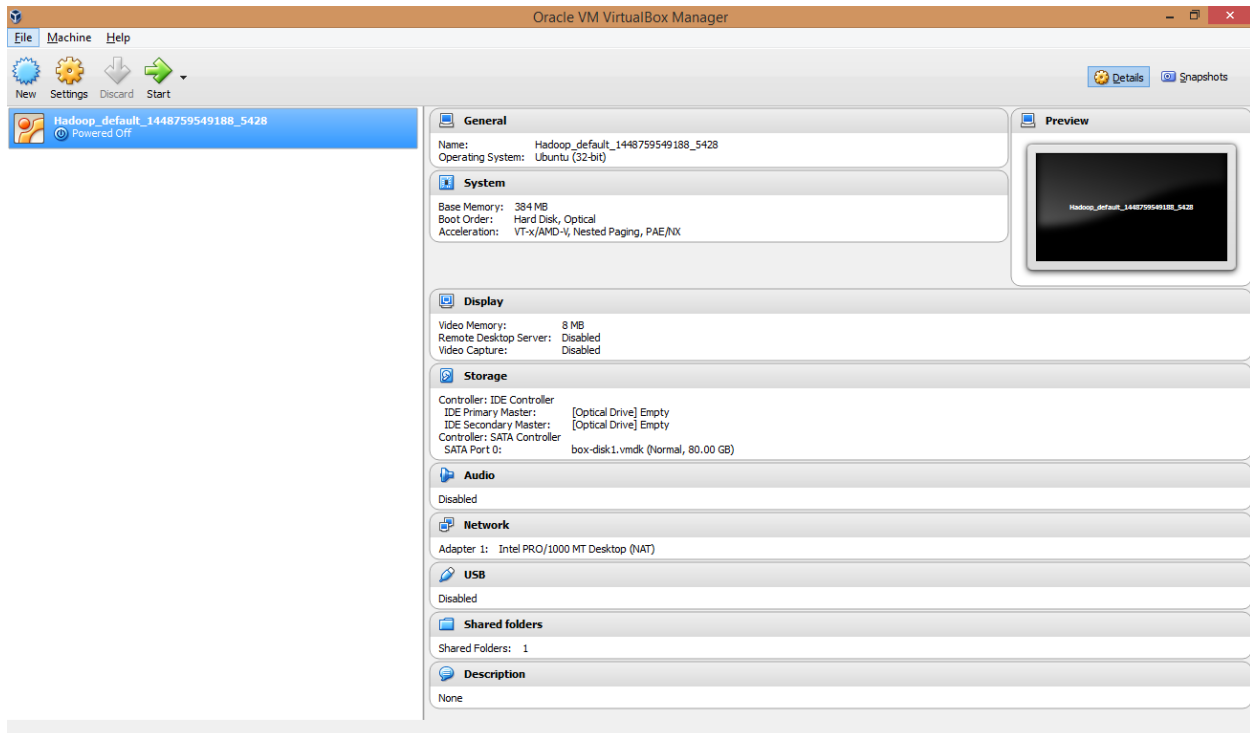 Oracle VM VirtualBox Manager
File Machine Help
New Settings Discard Start
Details Snapshots
Hadoop_default_1448759549188_5428
Powered Off
General
Name: Hadoop_default_1448759549188_5428
Operating System: Ubuntu (32-bit)
System
Base Memory: 384 MB
Boot Order: Hard Disk, Optical
Acceleration: VT-x/AMD-V, Nested Paging, PAE/NX
Preview
Hadoop_default_1448759549188_5428
Display
Video Memory: 8 MB
Remote Desktop Server: Disabled
Video Capture: Disabled
Storage
Controller: IDE Controller
IDE Primary Master: [Optical Drive] Empty
IDE Secondary Master: [Optical Drive] Empty
Controller: SATA Controller
SATA Port 0: box-disk1.vmdk (Normal, 80.00 GB)
Audio
Disabled
Network
Adapter 1: Intel PRO/1000 MT Desktop (NAT)
USB
Disabled
Shared folders
Shared Folders: 1
Description
None